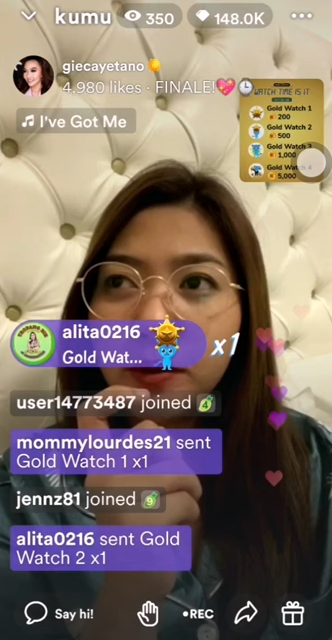 kumu
350
148.0K
giecayetano
4,980 likes · FINALE!
WATCH TIME IS IT
Gold Watch 1
200
Gold Watch 2
500
Gold Watch 3
1,000
5,000
I've Got Me
alita0216
Gold Wat...
x1
user14773487 joined 4
mommylourdes21 sent
Gold Watch 1 x1
jennz81 joined 9
alita0216 sent Gold
Watch 2 x1
Say hi!
•REC